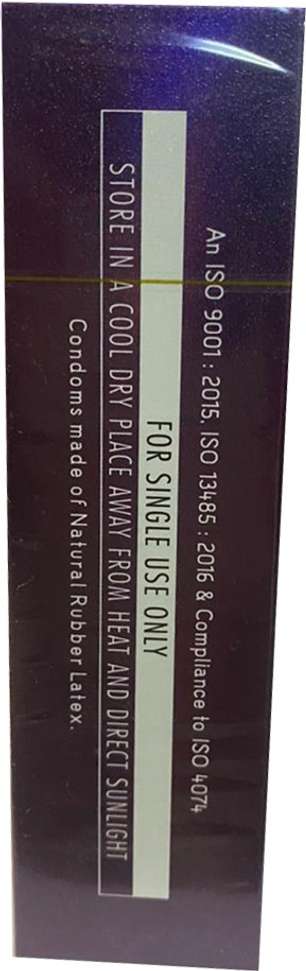 An ISO 9001 : 2015, ISO 13485 : 2016 & Compliance to ISO 4074
FOR SINGLE USE ONLY
STORE IN A COOL DRY PLACE AWAY FROM HEAT AND DIRECT SUNLIGHT
Condoms made of Natural Rubber Latex.